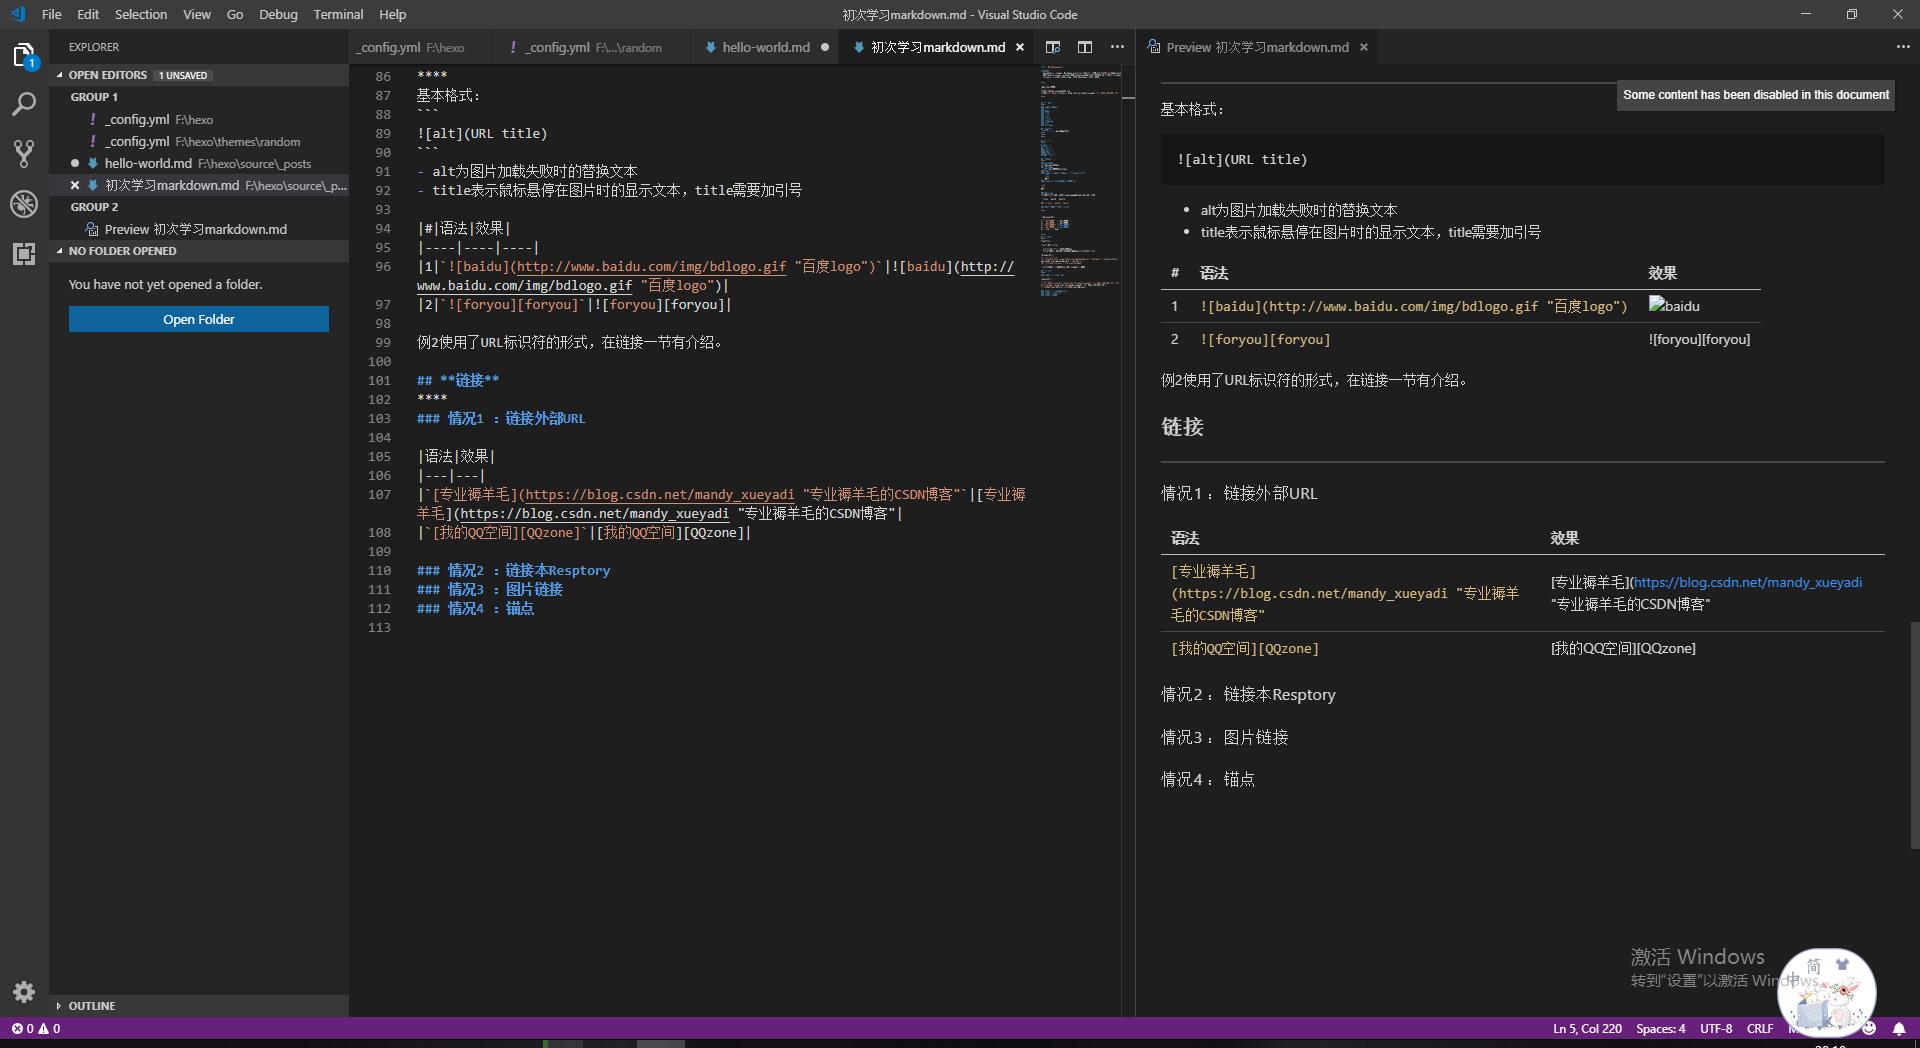 File Edit Selection View Go Debug Terminal Help
初次学习markdown.md - Visual Studio Code
EXPLORER
OPEN EDITORS 1 UNSAVED
GROUP 1
! _config.yml F:\hexo
! _config.yml F:\hexo\themes\random
hello-world.md F:\hexo\source\_posts
初次学习markdown.md F:\hexo\source\_p...
GROUP 2
Preview 初次学习markdown.md
NO FOLDER OPENED
You have not yet opened a folder.
Open Folder
OUTLINE
_config.yml F:\hexo
! _config.yml F:\...\random
hello-world.md
初次学习markdown.md
86 ****
87 基本格式：
88 ```
89 ![alt](URL title)
90 ```
91 - alt为图片加载失败时的替换文本
92 - title表示鼠标悬停在图片时的显示文本，title需要加引号
93
94 |#|语法|效果|
95 |----|----|----|
96 |1|`![baidu](http://www.baidu.com/img/bdlogo.gif "百度logo")`|![baidu](http://
www.baidu.com/img/bdlogo.gif "百度logo")|
97 |2|`![foryou][foryou]`|![foryou][foryou]|
98
99 例2使用了URL标识符的形式，在链接一节有介绍。
100
101 ## **链接**
102 ****
103 ### 情况1 ：链接外部URL
104
105 |语法|效果|
106 |---|---|
107 |`[专业褥羊毛](https://blog.csdn.net/mandy_xueyadi "专业褥羊毛的CSDN博客"`|[专业褥
羊毛](https://blog.csdn.net/mandy_xueyadi "专业褥羊毛的CSDN博客"|
108 |`[我的QQ空间][QQzone]`|[我的QQ空间][QQzone]|
109
110 ### 情况2 ：链接本Resptory
111 ### 情况3 ：图片链接
112 ### 情况4 ：锚点
113
Preview 初次学习markdown.md
Some content has been disabled in this document
基本格式：
![alt](URL title)
alt为图片加载失败时的替换文本
title表示鼠标悬停在图片时的显示文本，title需要加引号
# 语法 效果
1 ![baidu](http://www.baidu.com/img/bdlogo.gif "百度logo") baidu
2 ![foryou][foryou] ![foryou][foryou]
例2使用了URL标识符的形式，在链接一节有介绍。
链接
情况1 ：链接外部URL
语法 效果
[专业褥羊毛]
(https://blog.csdn.net/mandy_xueyadi "专业褥羊
毛的CSDN博客"
[专业褥羊毛](https://blog.csdn.net/mandy_xueyadi
"专业褥羊毛的CSDN博客"
[我的QQ空间][QQzone] [我的QQ空间][QQzone]
情况2 ：链接本Resptory
情况3 ：图片链接
情况4 ：锚点
激活 Windows
转到"设置"以激活 Windows。
简
中
1
0 0
Ln 5, Col 220 Spaces: 4 UTF-8 CRLF